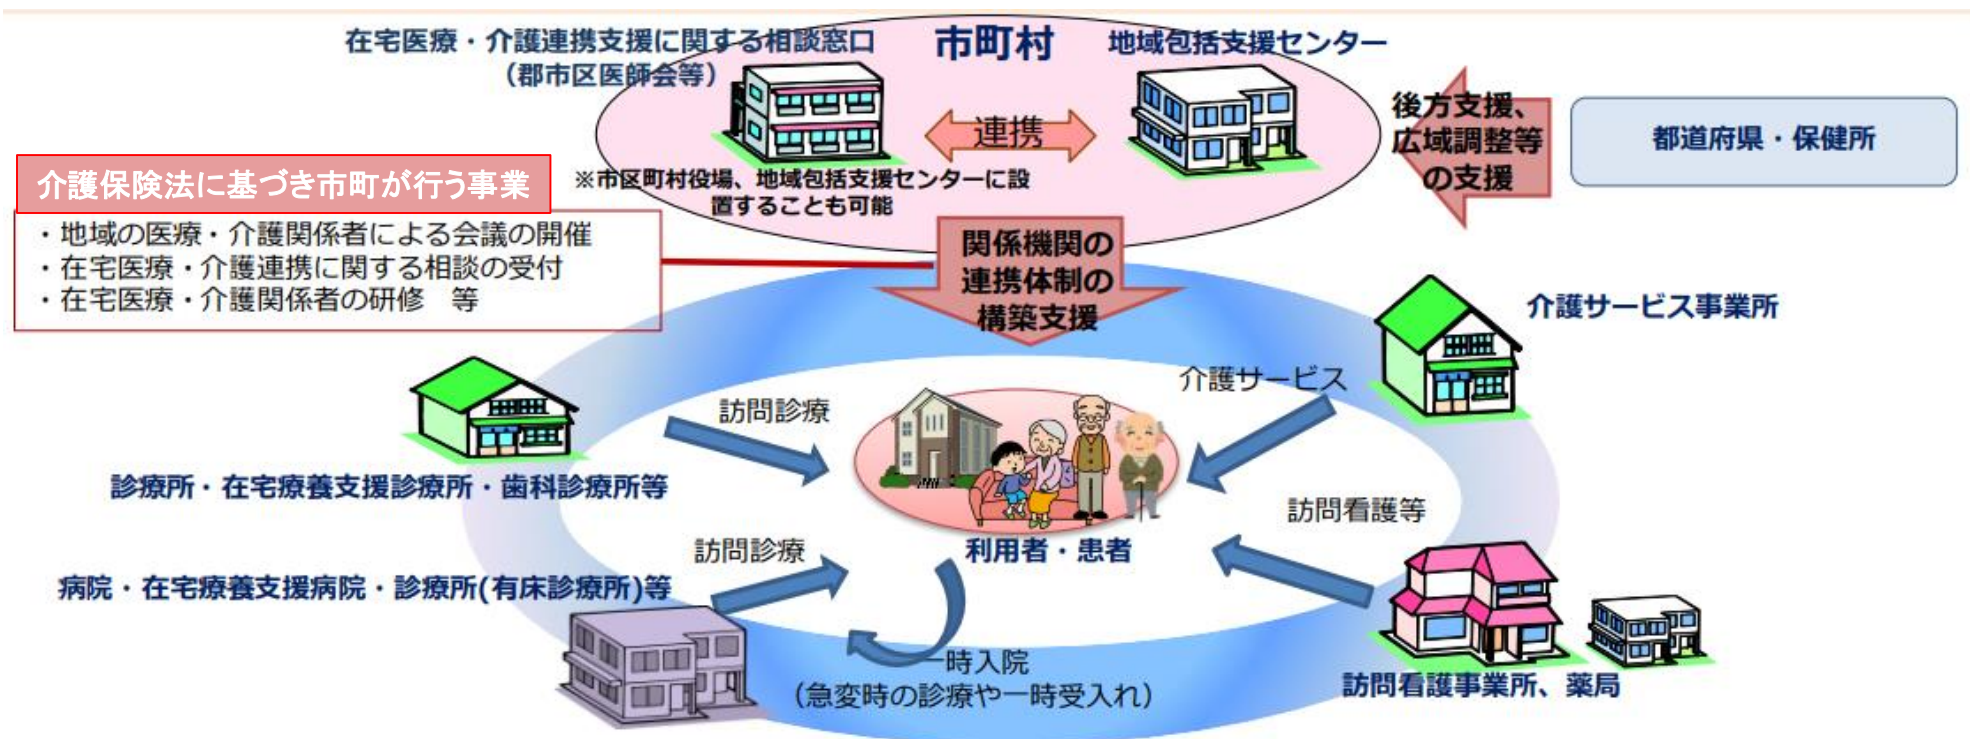 在宅医療・介護連携支援に関する相談窓口
（郡市区医師会等）
市町村
地域包括支援センター
連携
※市区町村役場、地域包括支援センターに設
置することも可能
後方支援、
広域調整等
の支援
都道府県・保健所
介護保険法に基づき市町が行う事業
・地域の医療・介護関係者による会議の開催
・在宅医療・介護連携に関する相談の受付
・在宅医療・介護関係者の研修　等
関係機関の
連携体制の
構築支援
介護サービス事業所
介護サービス
訪問診療
診療所・在宅療養支援診療所・歯科診療所等
訪問看護等
利用者・患者
訪問診療
病院・在宅療養支援病院・診療所(有床診療所)等
一時入院
（急変時の診療や一時受入れ）
訪問看護事業所、薬局